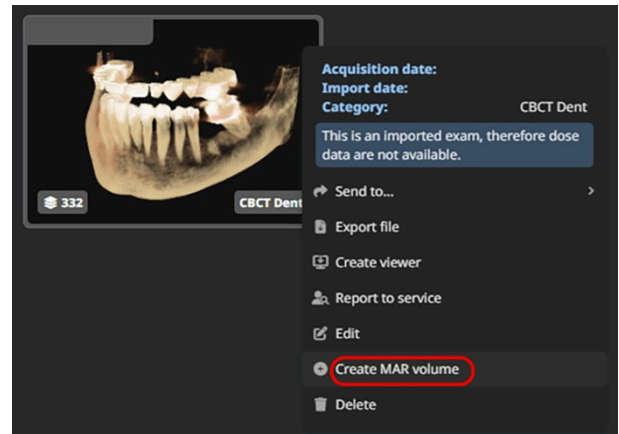 332
CBCT Dent
Acquisition date:
Import date:
Category: CBCT Dent
This is an imported exam, therefore dose
data are not available.
Send to...
Export file
Create viewer
Report to service
Edit
Create MAR volume
Delete